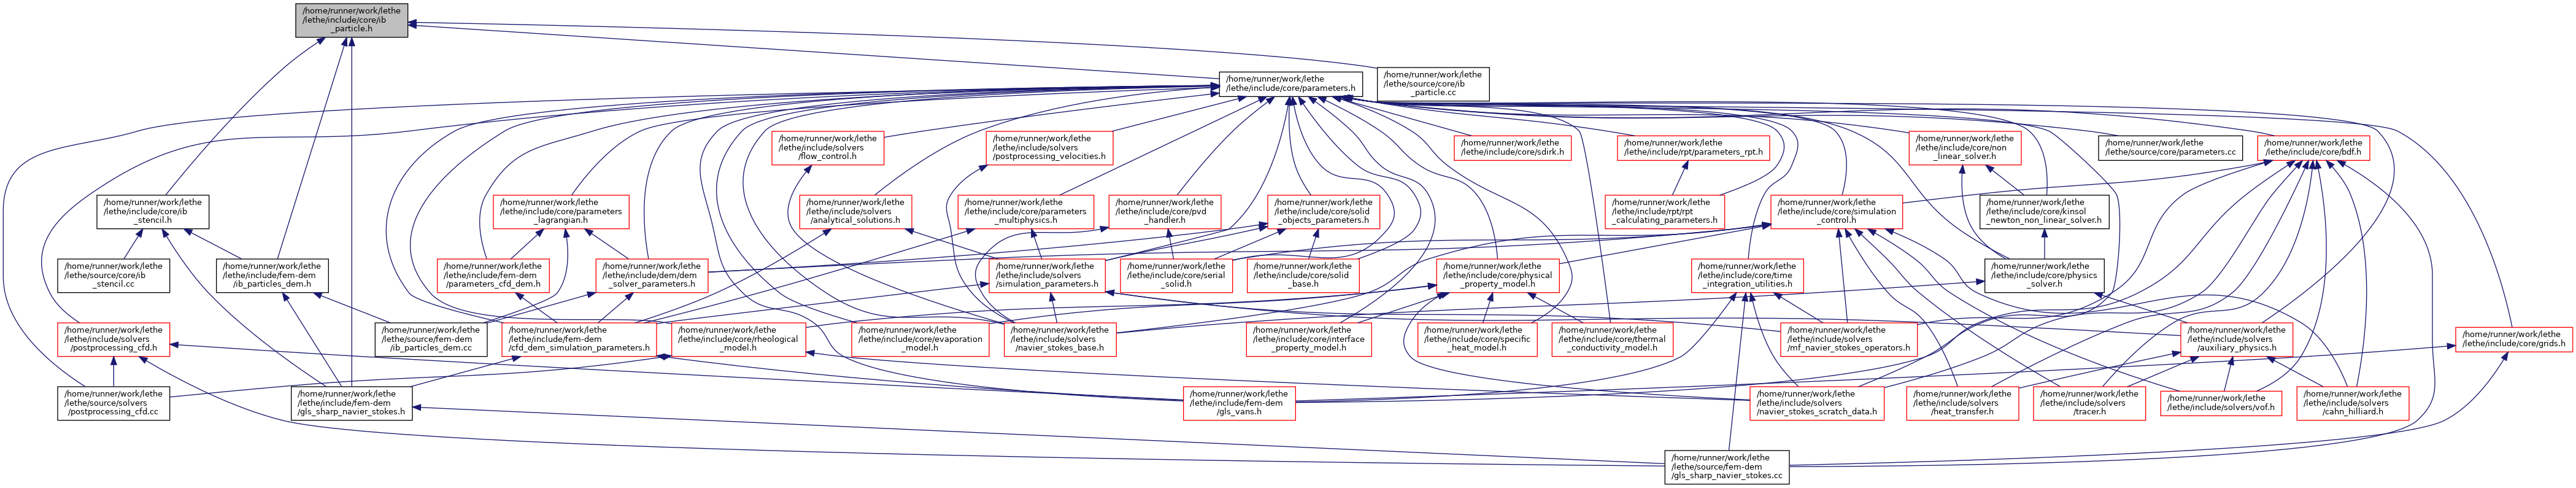 /home/runner/work/lethe
/lethe/include/core/ib
_particle.h
/home/runner/work/lethe
/lethe/include/core/parameters.h
/home/runner/work/lethe
/lethe/source/core/ib
_particle.cc
/home/runner/work/lethe
/lethe/include/solvers
/flow_control.h
/home/runner/work/lethe
/lethe/include/solvers
/postprocessing_velocities.h
/home/runner/work/lethe
/lethe/include/core/sdirk.h
/home/runner/work/lethe
/lethe/include/rpt/parameters_rpt.h
/home/runner/work/lethe
/lethe/include/core/non
_linear_solver.h
/home/runner/work/lethe
/lethe/source/core/parameters.cc
/home/runner/work/lethe
/lethe/include/core/bdf.h
/home/runner/work/lethe
/lethe/include/core/ib
_stencil.h
/home/runner/work/lethe
/lethe/include/core/parameters
_lagrangian.h
/home/runner/work/lethe
/lethe/include/solvers
/analytical_solutions.h
/home/runner/work/lethe
/lethe/include/core/parameters
_multiphysics.h
/home/runner/work/lethe
/lethe/include/core/pvd
_handler.h
/home/runner/work/lethe
/lethe/include/core/solid
_objects_parameters.h
/home/runner/work/lethe
/lethe/include/rpt/rpt
_calculating_parameters.h
/home/runner/work/lethe
/lethe/include/core/simulation
_control.h
/home/runner/work/lethe
/lethe/include/core/kinsol
_newton_non_linear_solver.h
/home/runner/work/lethe
/lethe/source/core/ib
_stencil.cc
/home/runner/work/lethe
/lethe/include/fem-dem
/ib_particles_dem.h
/home/runner/work/lethe
/lethe/include/fem-dem
/parameters_cfd_dem.h
/home/runner/work/lethe
/lethe/include/dem/dem
_solver_parameters.h
/home/runner/work/lethe
/lethe/include/solvers
/simulation_parameters.h
/home/runner/work/lethe
/lethe/include/core/serial
_solid.h
/home/runner/work/lethe
/lethe/include/core/solid
_base.h
/home/runner/work/lethe
/lethe/include/core/physical
_property_model.h
/home/runner/work/lethe
/lethe/include/core/time
_integration_utilities.h
/home/runner/work/lethe
/lethe/include/core/physics
_solver.h
/home/runner/work/lethe
/lethe/include/solvers
/postprocessing_cfd.h
/home/runner/work/lethe
/lethe/source/fem-dem
/ib_particles_dem.cc
/home/runner/work/lethe
/lethe/include/fem-dem
/cfd_dem_simulation_parameters.h
/home/runner/work/lethe
/lethe/include/core/rheological
_model.h
/home/runner/work/lethe
/lethe/include/core/evaporation
_model.h
/home/runner/work/lethe
/lethe/include/solvers
/navier_stokes_base.h
/home/runner/work/lethe
/lethe/include/core/interface
_property_model.h
/home/runner/work/lethe
/lethe/include/core/specific
_heat_model.h
/home/runner/work/lethe
/lethe/include/core/thermal
_conductivity_model.h
/home/runner/work/lethe
/lethe/include/solvers
/mf_navier_stokes_operators.h
/home/runner/work/lethe
/lethe/include/solvers
/auxiliary_physics.h
/home/runner/work/lethe
/lethe/include/core/grids.h
/home/runner/work/lethe
/lethe/source/solvers
/postprocessing_cfd.cc
/home/runner/work/lethe
/lethe/include/fem-dem
/gls_sharp_navier_stokes.h
/home/runner/work/lethe
/lethe/include/fem-dem
/gls_vans.h
/home/runner/work/lethe
/lethe/include/solvers
/navier_stokes_scratch_data.h
/home/runner/work/lethe
/lethe/include/solvers
/heat_transfer.h
/home/runner/work/lethe
/lethe/include/solvers
/tracer.h
/home/runner/work/lethe
/lethe/include/solvers/vof.h
/home/runner/work/lethe
/lethe/include/solvers
/cahn_hilliard.h
/home/runner/work/lethe
/lethe/source/fem-dem
/gls_sharp_navier_stokes.cc